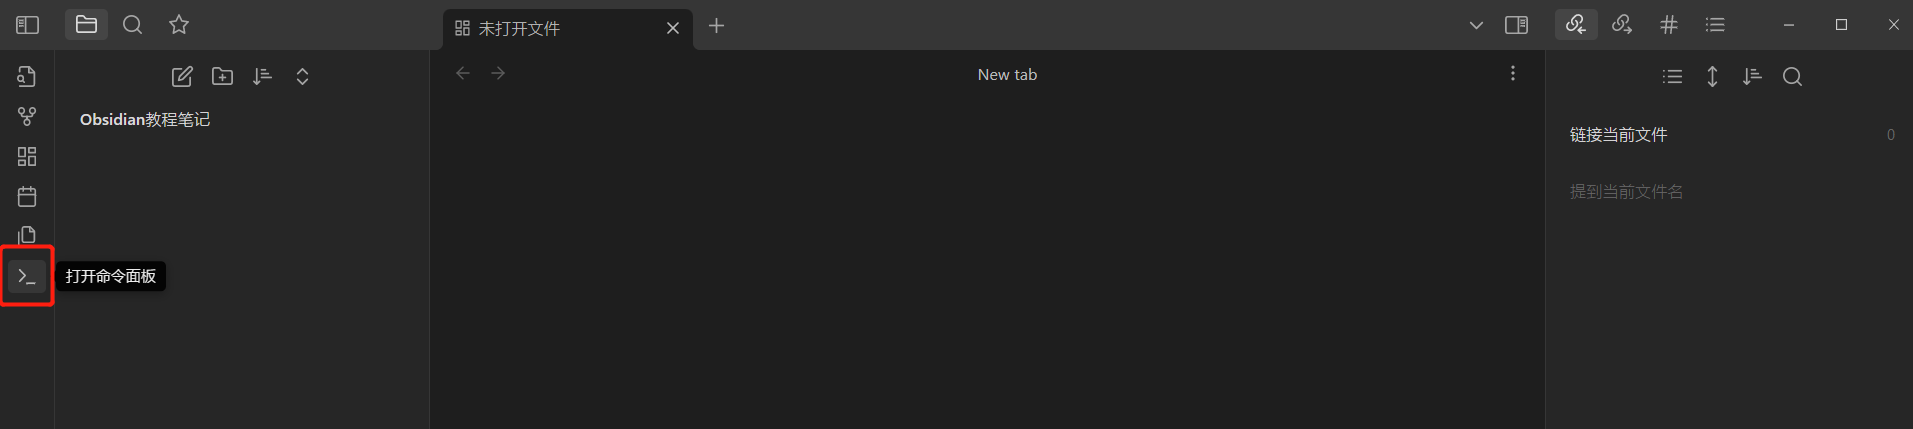 未打开文件
New tab
Obsidian教程笔记
打开命令面板
链接当前文件 0
提到当前文件名